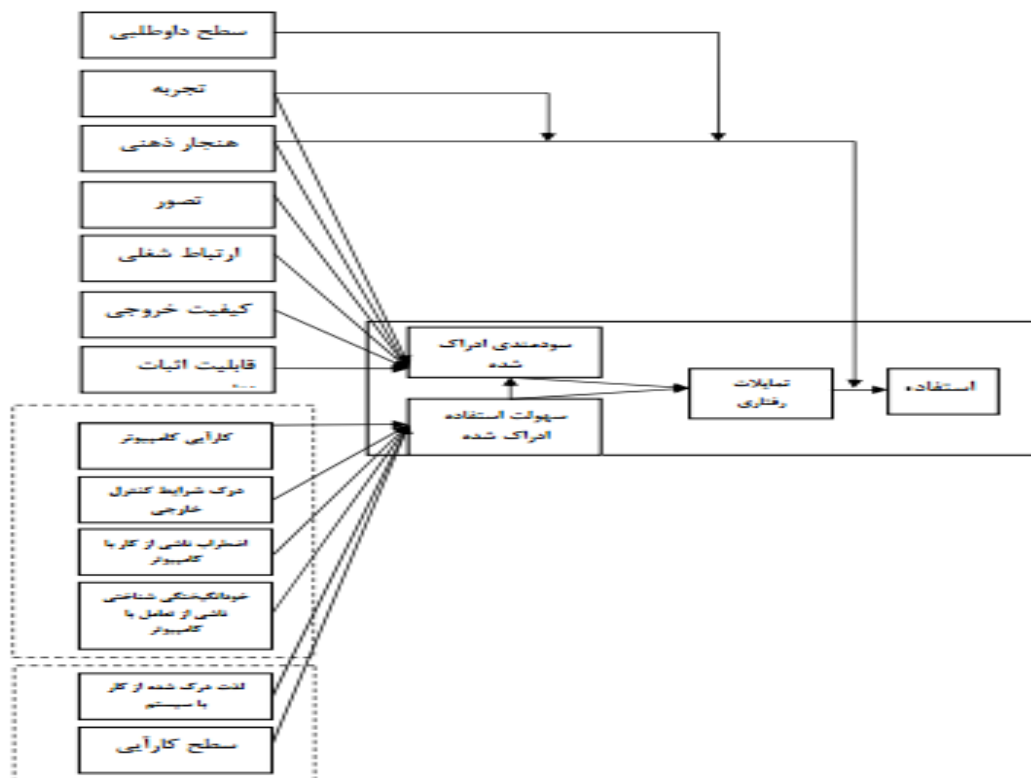 سطح داوطلبی
تجربه
هنجار ذهنی
تصور
ارتباط شغلی
کیفیت خروجی
قابلیت اثبات
سودمندی ادراک
شده
سهولت استفاده
ادراک شده
تمایلات
رفتاری
استفاده
کارآیی کامپیوتر
درک شرایط کنترل
خارجی
اضطراب ناشی از کار با
کامپیوتر
خودانگیختگی شناختی
ناشی از تعامل با
کامپیوتر
لذت درک شده از کار
با سیستم
سطح کارآیی